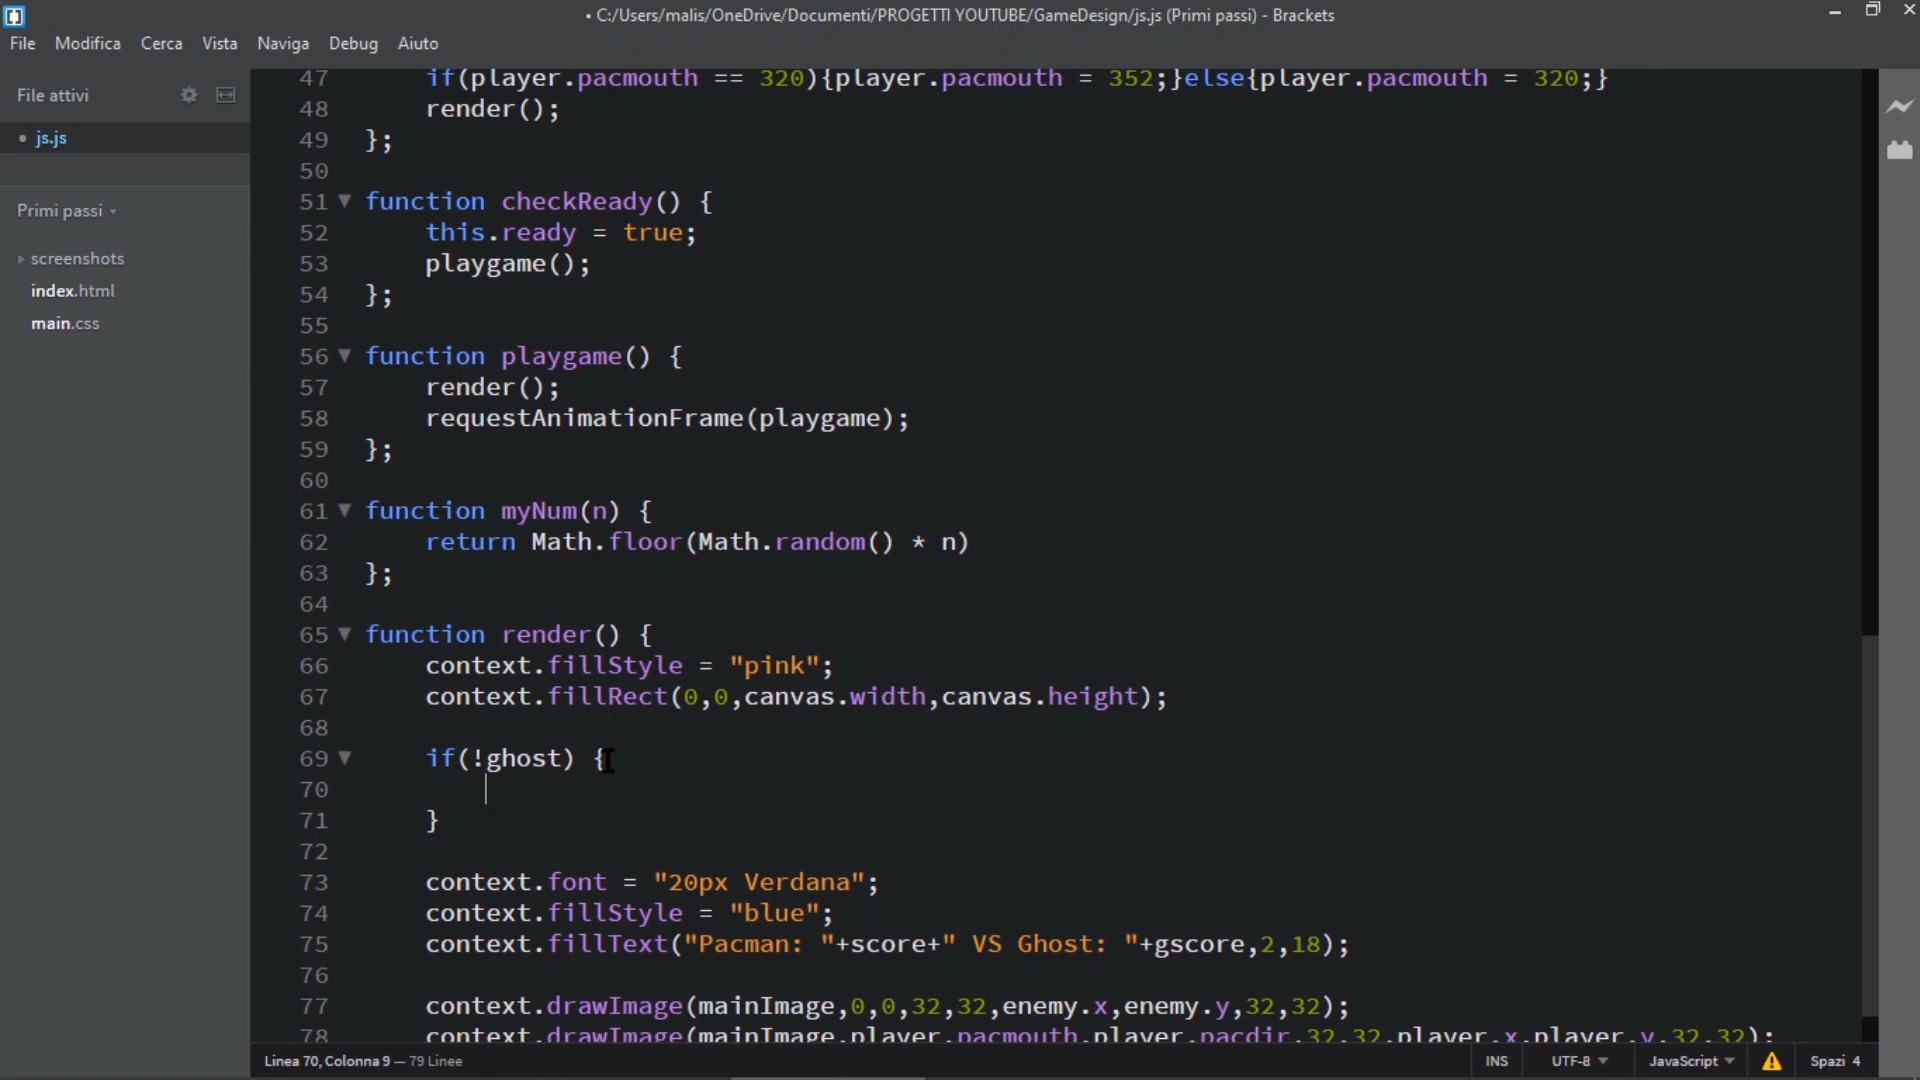 • C:/Users/malis/OneDrive/Documenti/PROGETTI YOUTUBE/GameDesign/js.js (Primi passi) - Brackets
File Modifica Cerca Vista Naviga Debug Aiuto
File attivi
• js.js
Primi passi
screenshots
index.html
main.css
47 if(player.pacmouth == 320){player.pacmouth = 352;}else{player.pacmouth = 320;}
48 render();
49 };
50
51 function checkReady() {
52 this.ready = true;
53 playgame();
54 };
55
56 function playgame() {
57 render();
58 requestAnimationFrame(playgame);
59 };
60
61 function myNum(n) {
62 return Math.floor(Math.random() * n)
63 };
64
65 function render() {
66 context.fillStyle = "pink";
67 context.fillRect(0,0,canvas.width,canvas.height);
68
69 if(!ghost) {
70
71 }
72
73 context.font = "20px Verdana";
74 context.fillStyle = "blue";
75 context.fillText("Pacman: "+score+" VS Ghost: "+gscore,2,18);
76
77 context.drawImage(mainImage,0,0,32,32,enemy.x,enemy.y,32,32);
78 context.drawImage(mainImage,player.pacmouth,player.pacdir,32,32,player.x,player.y,32,32);
Linea 70, Colonna 9 — 79 Linee
INS UTF-8 JavaScript Spazi 4